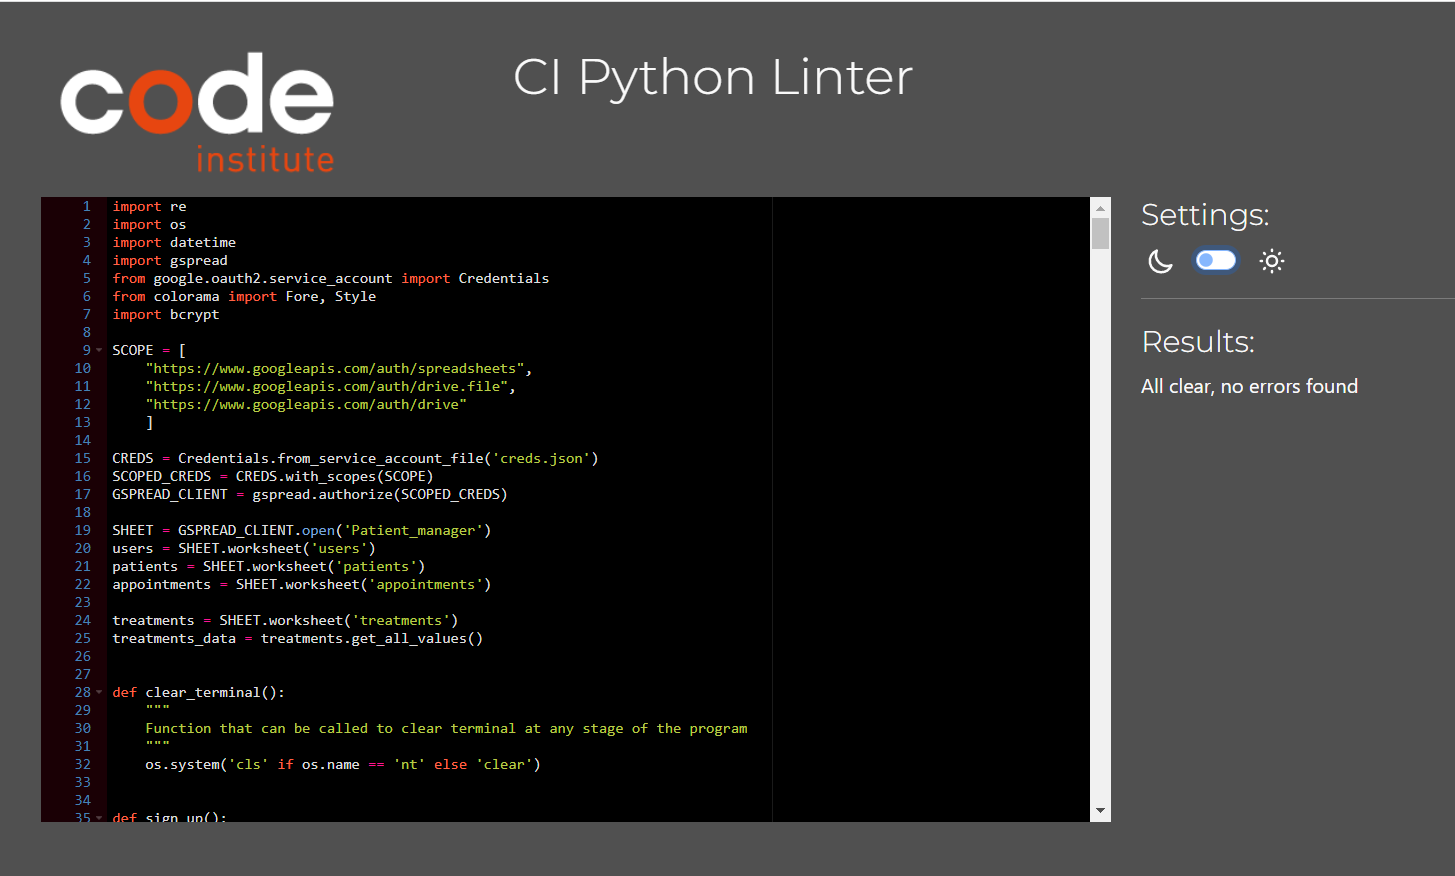 code
institute
CI Python Linter
1 import re
2 import os
3 import datetime
4 import gspread
5 from google.oauth2.service_account import Credentials
6 from colorama import Fore, Style
7 import bcrypt
8
9 SCOPE = [
10     "https://www.googleapis.com/auth/spreadsheets",
11     "https://www.googleapis.com/auth/drive.file",
12     "https://www.googleapis.com/auth/drive"
13     ]
14
15 CREDS = Credentials.from_service_account_file('creds.json')
16 SCOPED_CREDS = CREDS.with_scopes(SCOPE)
17 GSPREAD_CLIENT = gspread.authorize(SCOPED_CREDS)
18
19 SHEET = GSPREAD_CLIENT.open('Patient_manager')
20 users = SHEET.worksheet('users')
21 patients = SHEET.worksheet('patients')
22 appointments = SHEET.worksheet('appointments')
23
24 treatments = SHEET.worksheet('treatments')
25 treatments_data = treatments.get_all_values()
26
27
28 def clear_terminal():
29     """
30     Function that can be called to clear terminal at any stage of the program
31     """
32     os.system('cls' if os.name == 'nt' else 'clear')
33
34
35 def sign_up():
Settings:
Results:
All clear, no errors found